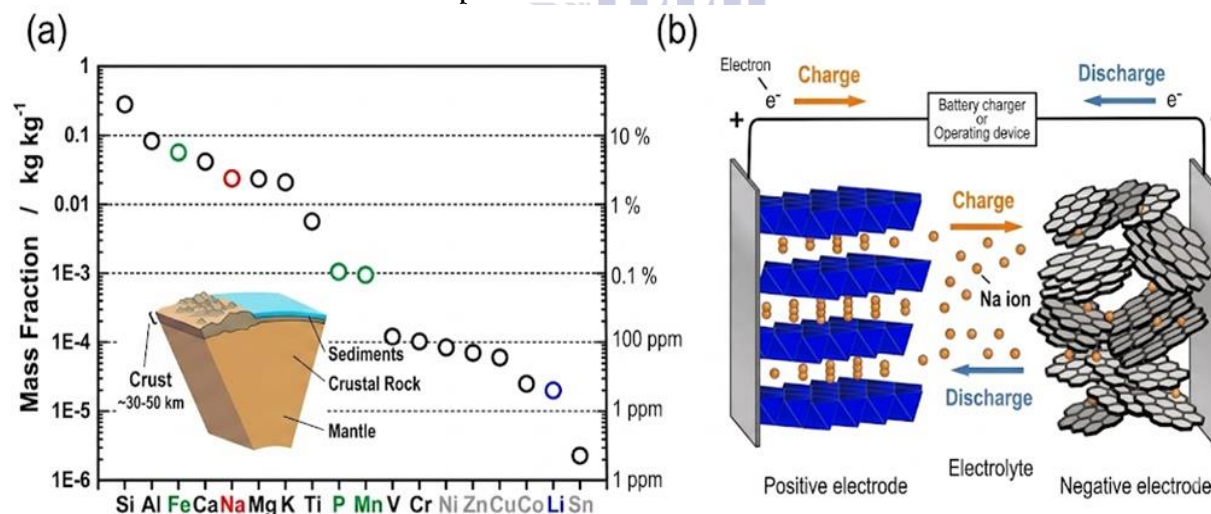 (a)
Mass Fraction / kg kg-1
1
0.1
0.01
1E-3
1E-4
1E-5
1E-6
10 %
1 %
0.1 %
100 ppm
1 ppm
1 ppm
Crust
~30-50 km
Sediments
Crustal Rock
Mantle
Si Al Fe Ca Na Mg K Ti P Mn V Cr Ni Zn Cu Co Li Sn
(b)
Electron
e-
Charge
Discharge
e-
+
Battery charger
or
Operating device
Charge
Na ion
Discharge
Positive electrode
Electrolyte
Negative electrode